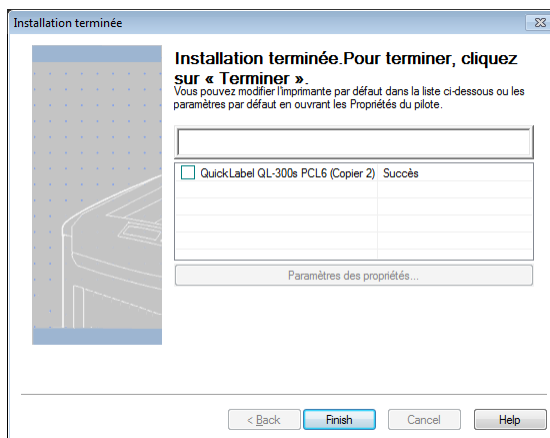 Installation terminée
Installation terminée.Pour terminer, cliquez
sur « Terminer ».
Vous pouvez modifier l'imprimante par défaut dans la liste ci-dessous ou les
paramètres par défaut en ouvrant les Propriétés du pilote.
QuickLabel QL-300s PCL6 (Copier 2) Succès
Paramètres des propriétés...
< Back Finish Cancel Help